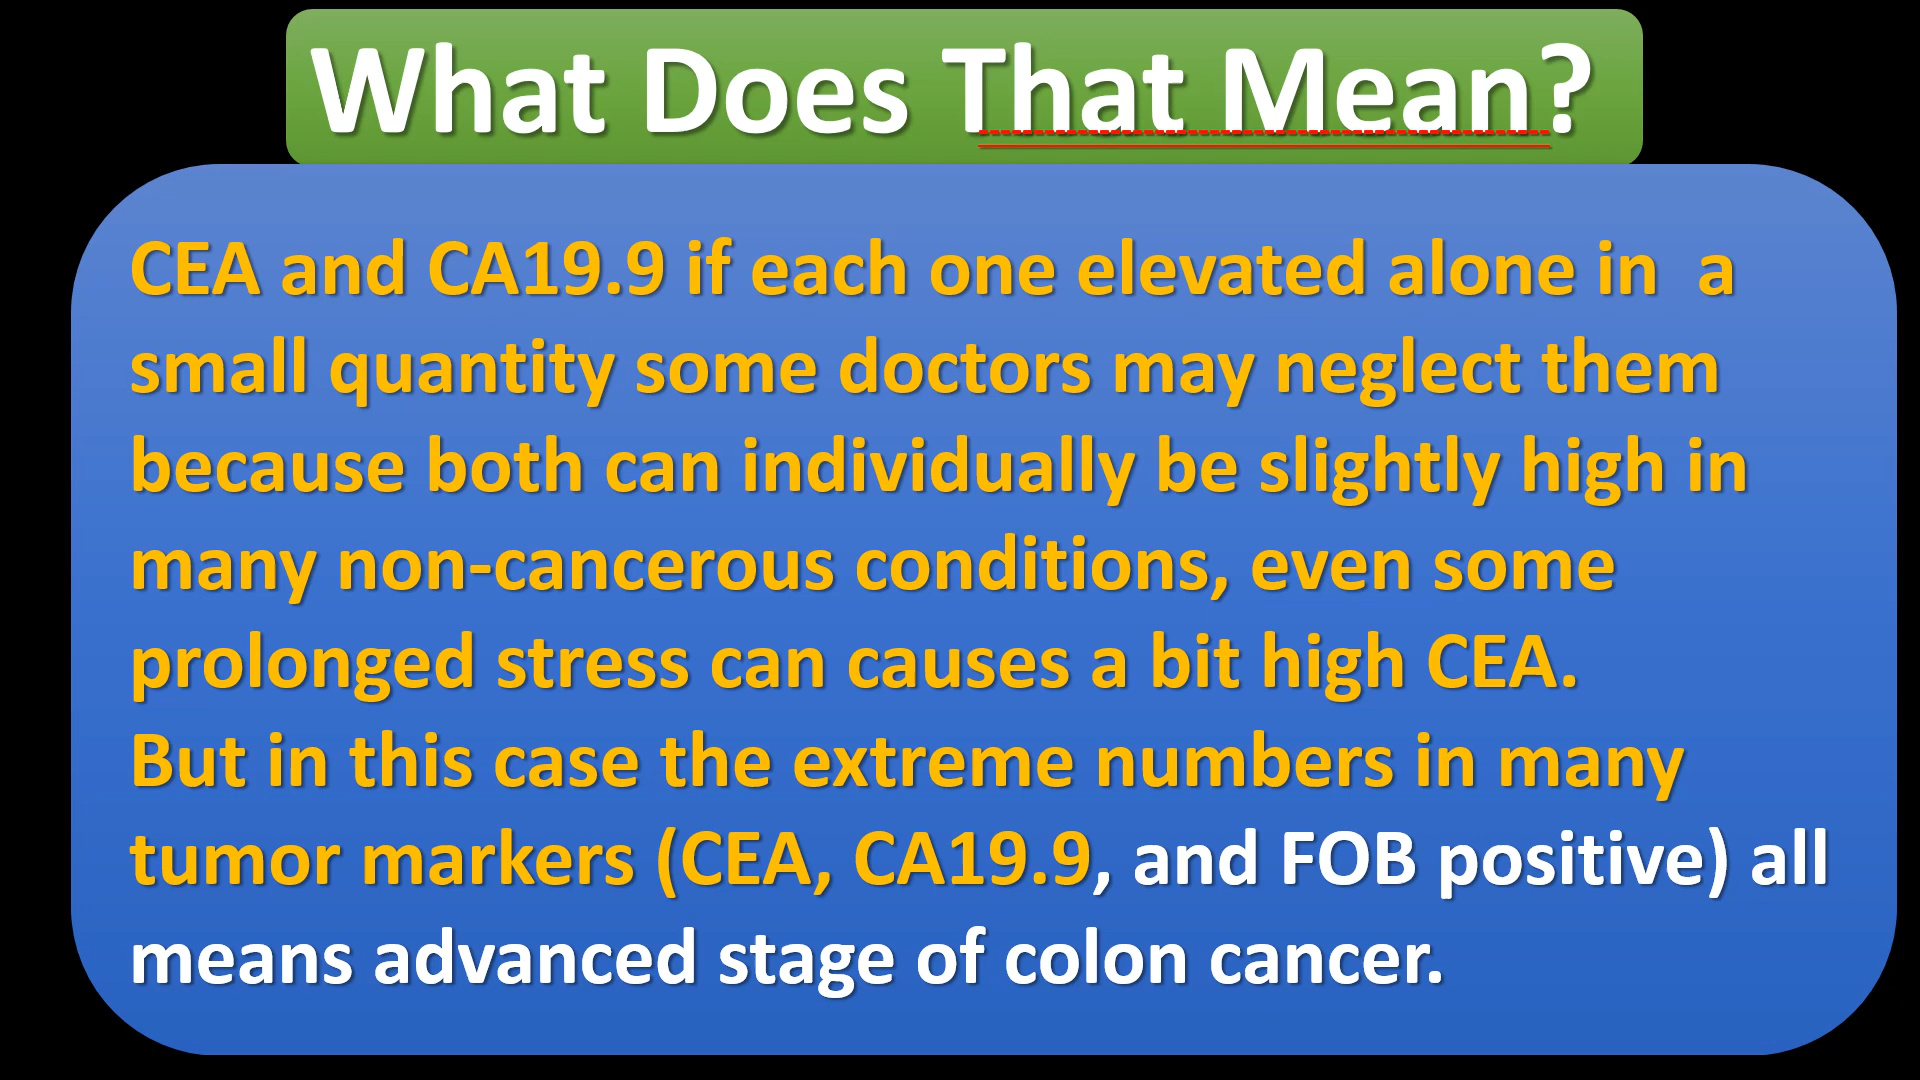 What Does That Mean?
CEA and CA19.9 if each one elevated alone in  a
small quantity some doctors may neglect them
because both can individually be slightly high in
many non-cancerous conditions, even some
prolonged stress can causes a bit high CEA.
But in this case the extreme numbers in many
tumor markers (CEA, CA19.9, and FOB positive) all
means advanced stage of colon cancer.